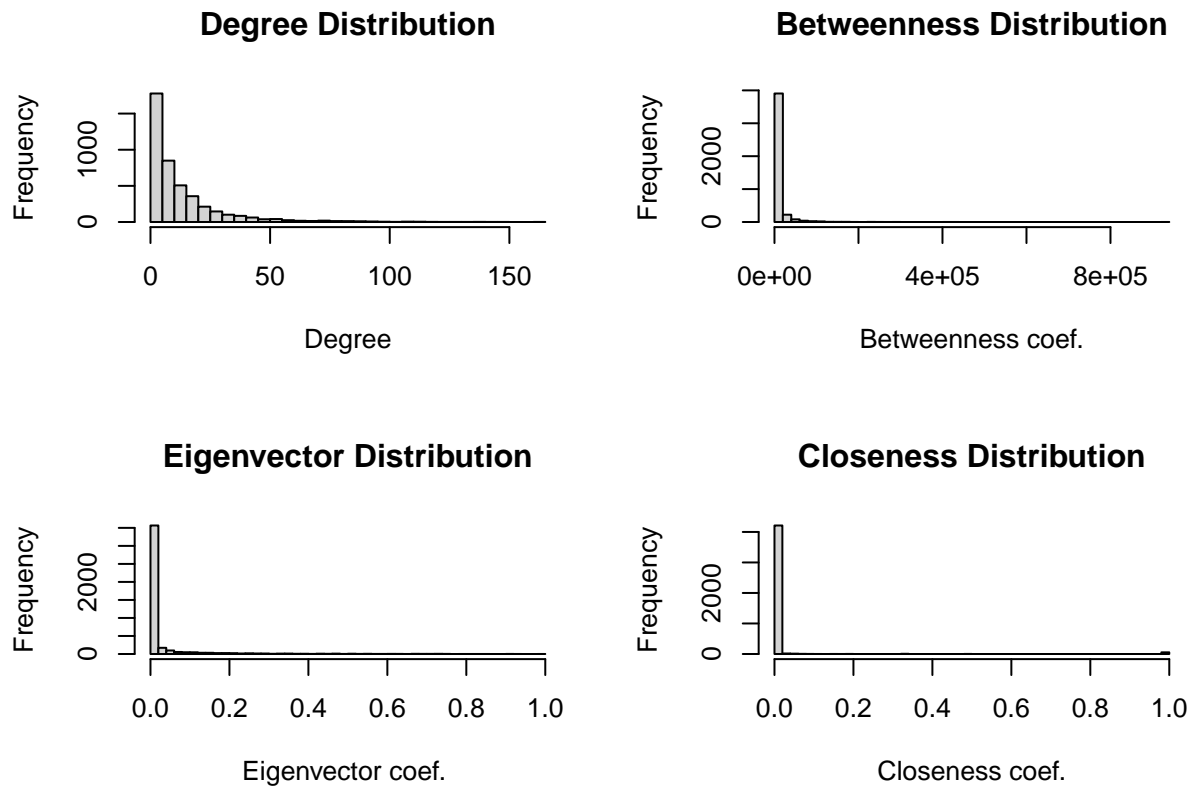 Degree Distribution
Frequency
0 1000
0 50 100 150
Degree
Betweenness Distribution
Frequency
0 2000
0e+00 4e+05 8e+05
Betweenness coef.
Eigenvector Distribution
Frequency
0 2000
0.0 0.2 0.4 0.6 0.8 1.0
Eigenvector coef.
Closeness Distribution
Frequency
0 2000
0.0 0.2 0.4 0.6 0.8 1.0
Closeness coef.